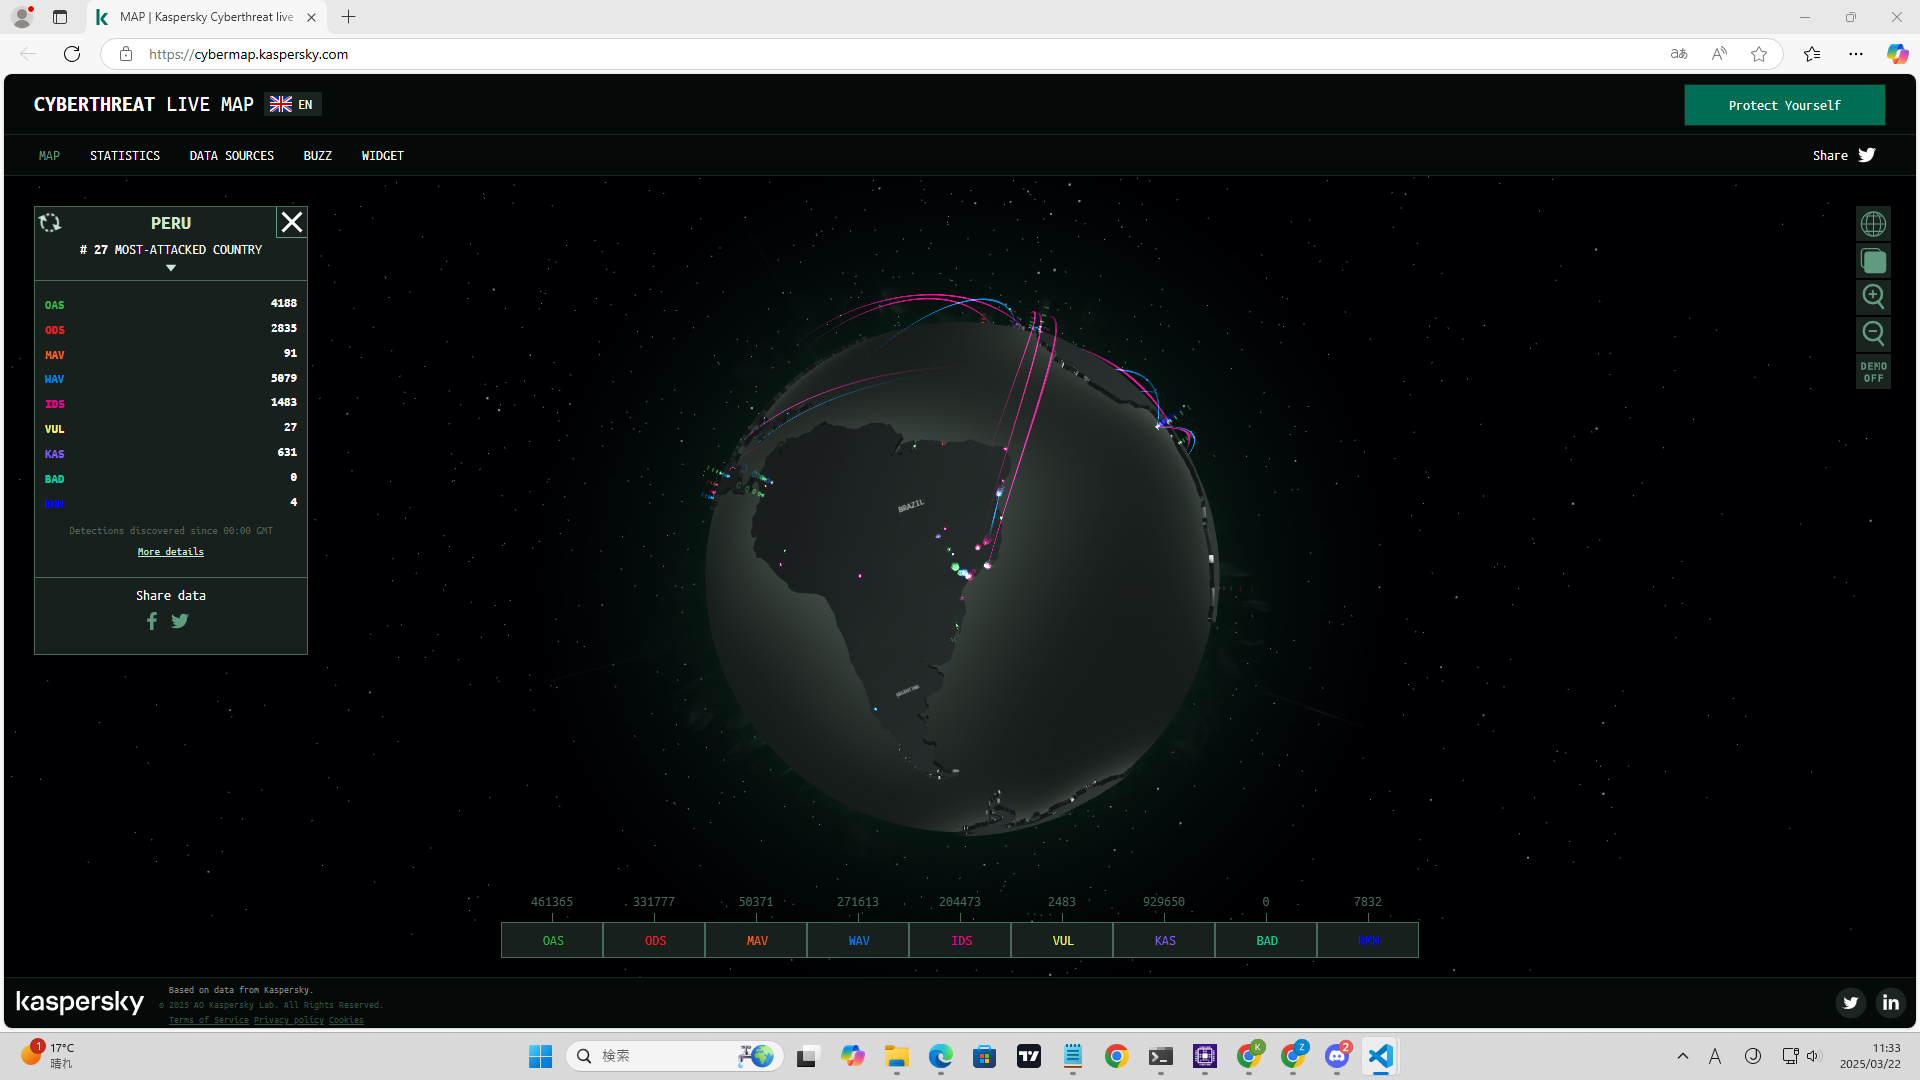 MAP | Kaspersky Cyberthreat live
https://cybermap.kaspersky.com
CYBERTHREAT LIVE MAP
EN
Protect Yourself
MAP
STATISTICS
DATA SOURCES
BUZZ
WIDGET
Share
PERU
# 27 MOST-ATTACKED COUNTRY
OAS 4188
ODS 2835
MAV 91
WAV 5079
IDS 1483
VUL 27
KAS 631
BAD 0
RMW 4
Detections discovered since 00:00 GMT
More details
Share data
DEMO
OFF
BRAZIL
ARGENTINA
461365
331777
50371
271613
204473
2483
929650
0
7832
OAS
ODS
MAV
WAV
IDS
VUL
KAS
BAD
RMW
kaspersky
Based on data from Kaspersky.
© 2025 AO Kaspersky Lab. All Rights Reserved.
Terms of Service Privacy policy Cookies
1
17°C
晴れ
検索
K
Z
2
A
11:33
2025/03/22